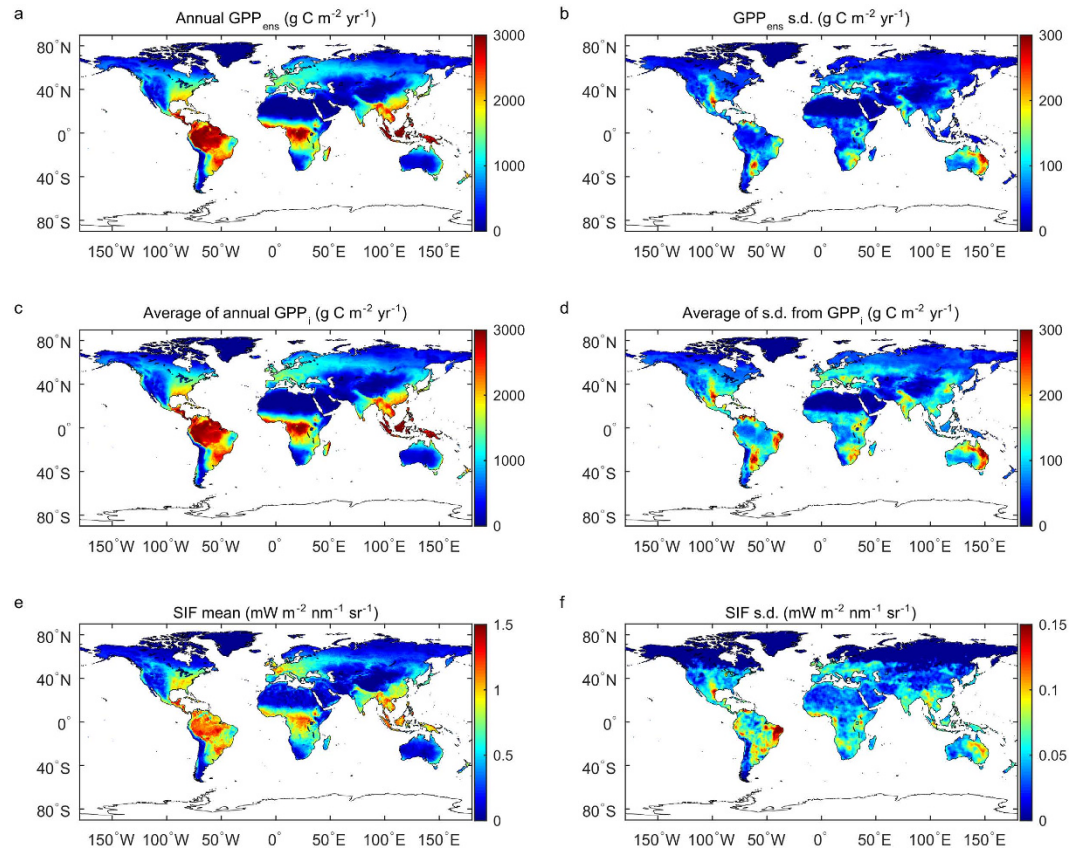 a
Annual GPPens (g C m-2 yr-1)
80°N
40°N
0°
40°S
80°S
150°W 100°W 50°W 0° 50°E 100°E 150°E
3000
2000
1000
0
b
GPPens s.d. (g C m-2 yr-1)
80°N
40°N
0°
40°S
80°S
150°W 100°W 50°W 0° 50°E 100°E 150°E
300
200
100
0
c
Average of annual GPPi (g C m-2 yr-1)
80°N
40°N
0°
40°S
80°S
150°W 100°W 50°W 0° 50°E 100°E 150°E
3000
2000
1000
0
d
Average of s.d. from GPPi (g C m-2 yr-1)
80°N
40°N
0°
40°S
80°S
150°W 100°W 50°W 0° 50°E 100°E 150°E
300
200
100
0
e
SIF mean (mW m-2 nm-1 sr-1)
80°N
40°N
0°
40°S
80°S
150°W 100°W 50°W 0° 50°E 100°E 150°E
1.5
1
0.5
0
f
SIF s.d. (mW m-2 nm-1 sr-1)
80°N
40°N
0°
40°S
80°S
150°W 100°W 50°W 0° 50°E 100°E 150°E
0.15
0.1
0.05
0